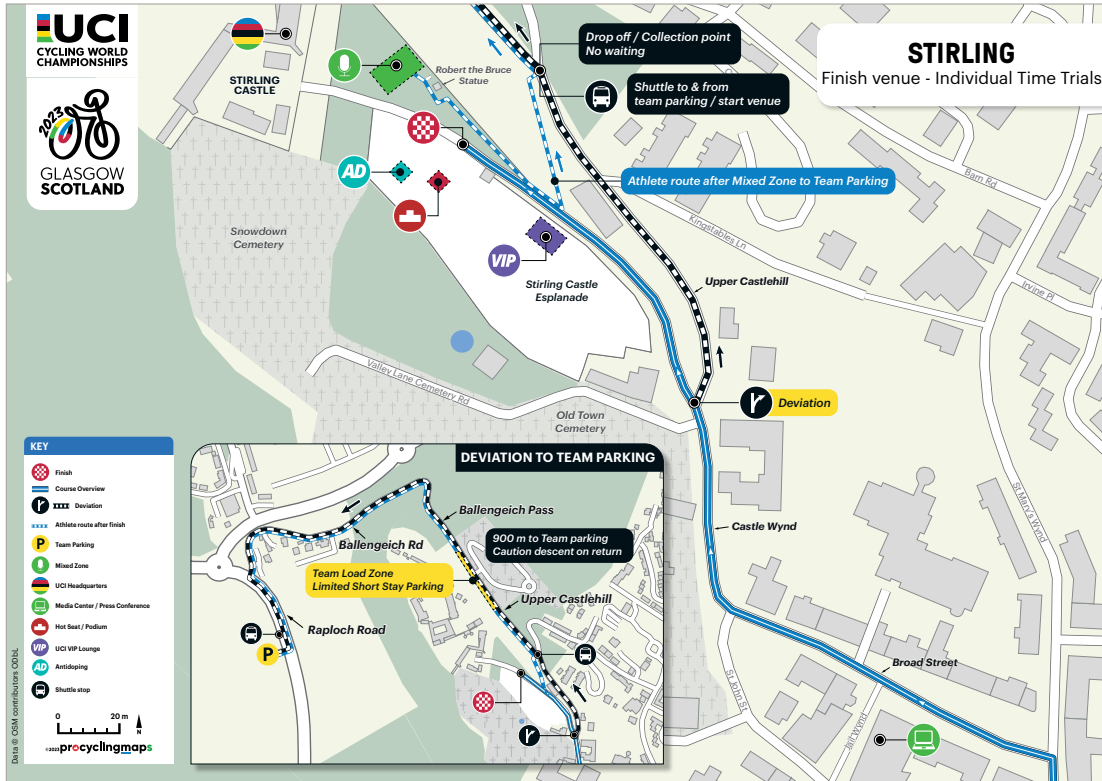 UCI
CYCLING WORLD
CHAMPIONSHIPS
2023
GLASGOW
SCOTLAND
STIRLING
Finish venue - Individual Time Trials
STIRLING
CASTLE
Robert the Bruce
Statue
Drop off / Collection point
No waiting
Shuttle to & from
team parking / start venue
AD
Athlete route after Mixed Zone to Team Parking
Barn Rd
Kingstables Ln
Snowdown
Cemetery
VIP
Stirling Castle
Esplanade
Upper Castlehill
Irvine Pl
Valley Lane Cemetery Rd
Old Town
Cemetery
Deviation
St Mary's Wynd
Castle Wynd
Broad Street
St John St
Jail Wynd
KEY
Finish
Course Overview
Deviation
Athlete route after finish
P Team Parking
Mixed Zone
UCI Headquarters
Media Center / Press Conference
Hot Seat / Podium
VIP UCI VIP Lounge
AD Antidoping
Shuttle stop
0 20 m
N
©2023 procyclingmaps
Data © OSM contributors ODbL
DEVIATION TO TEAM PARKING
Ballengeich Pass
900 m to Team parking
Caution descent on return
Ballengeich Rd
Team Load Zone
Limited Short Stay Parking
Upper Castlehill
Raploch Road
P